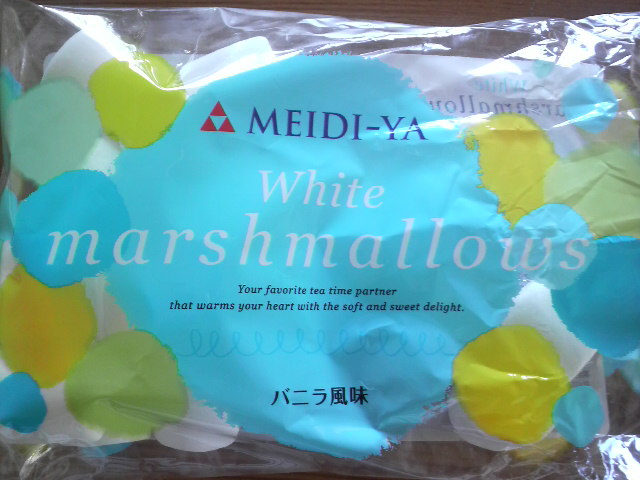 MEIDI-YA
White
marshmallows
Your favorite tea time partner
that warms your heart with the soft and sweet delight.
バニラ風味